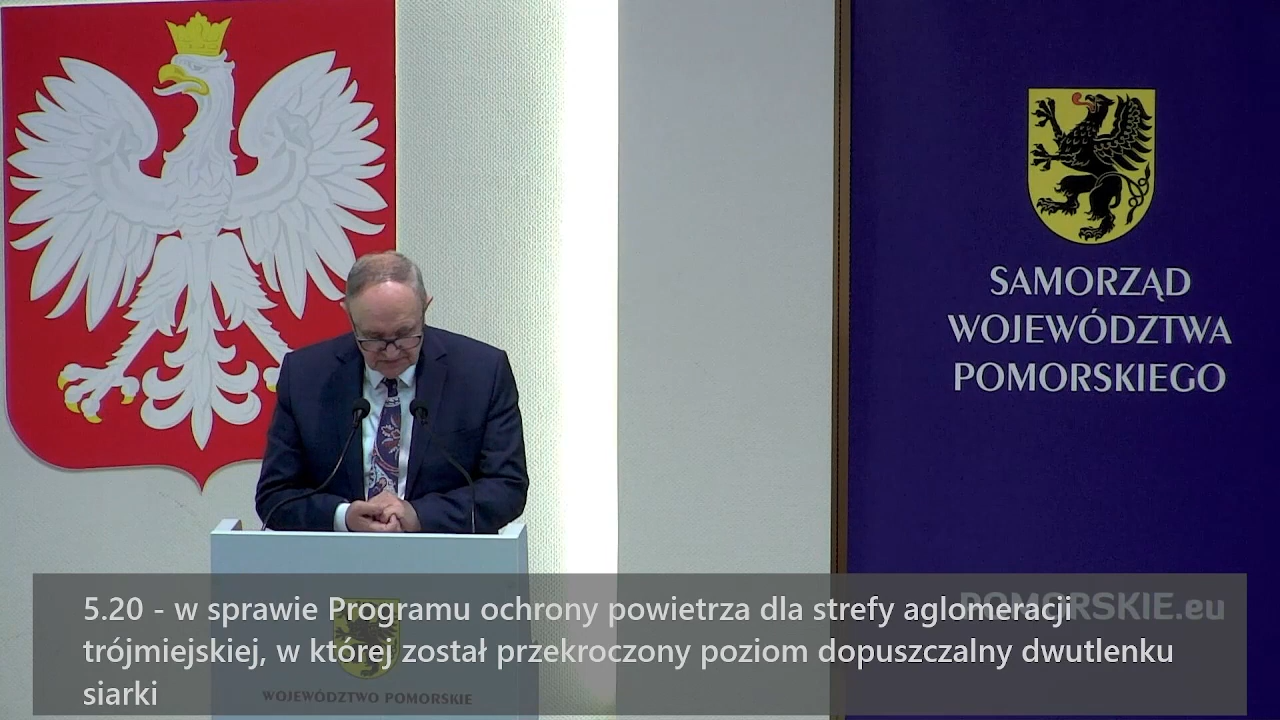 SAMORZĄD
WOJEWÓDZTWA
POMORSKIEGO
POMORSKIE.eu
5.20 - w sprawie Programu ochrony powietrza dla strefy aglomeracji
trójmiejskiej, w której został przekroczony poziom dopuszczalny dwutlenku
siarki
WOJEWÓDZTWO POMORSKIE